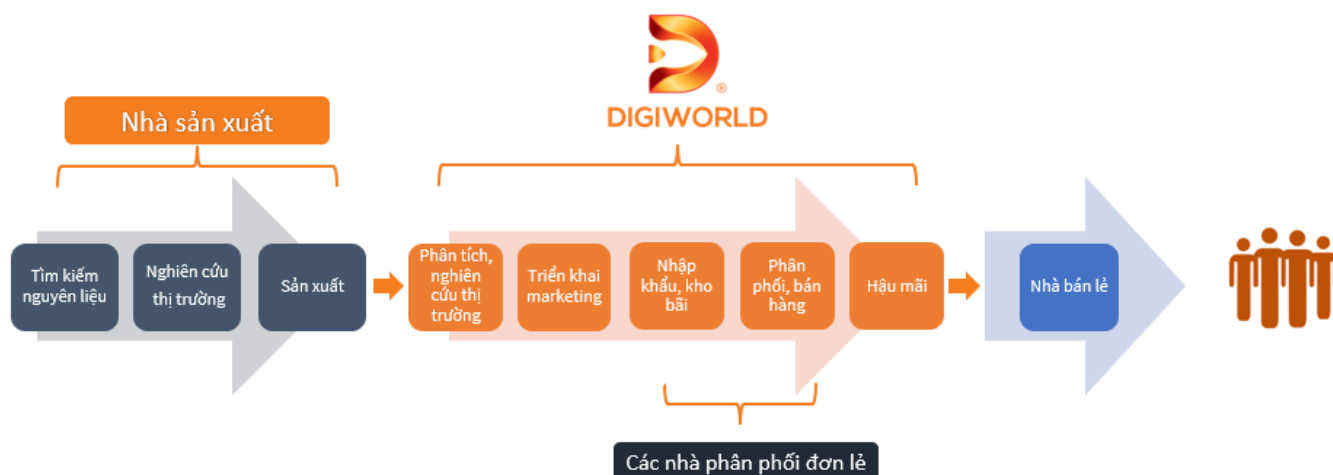 DIGIWORLD
®
Nhà sản xuất
Tìm kiếm
nguyên liệu
Nghiên cứu
thị trường
Sản xuất
Phân tích,
nghiên
cứu thị
trường
Triển khai
marketing
Nhập
khẩu, kho
bãi
Phân
phối, bán
hàng
Hậu mãi
Nhà bán lẻ
Các nhà phân phối đơn lẻ